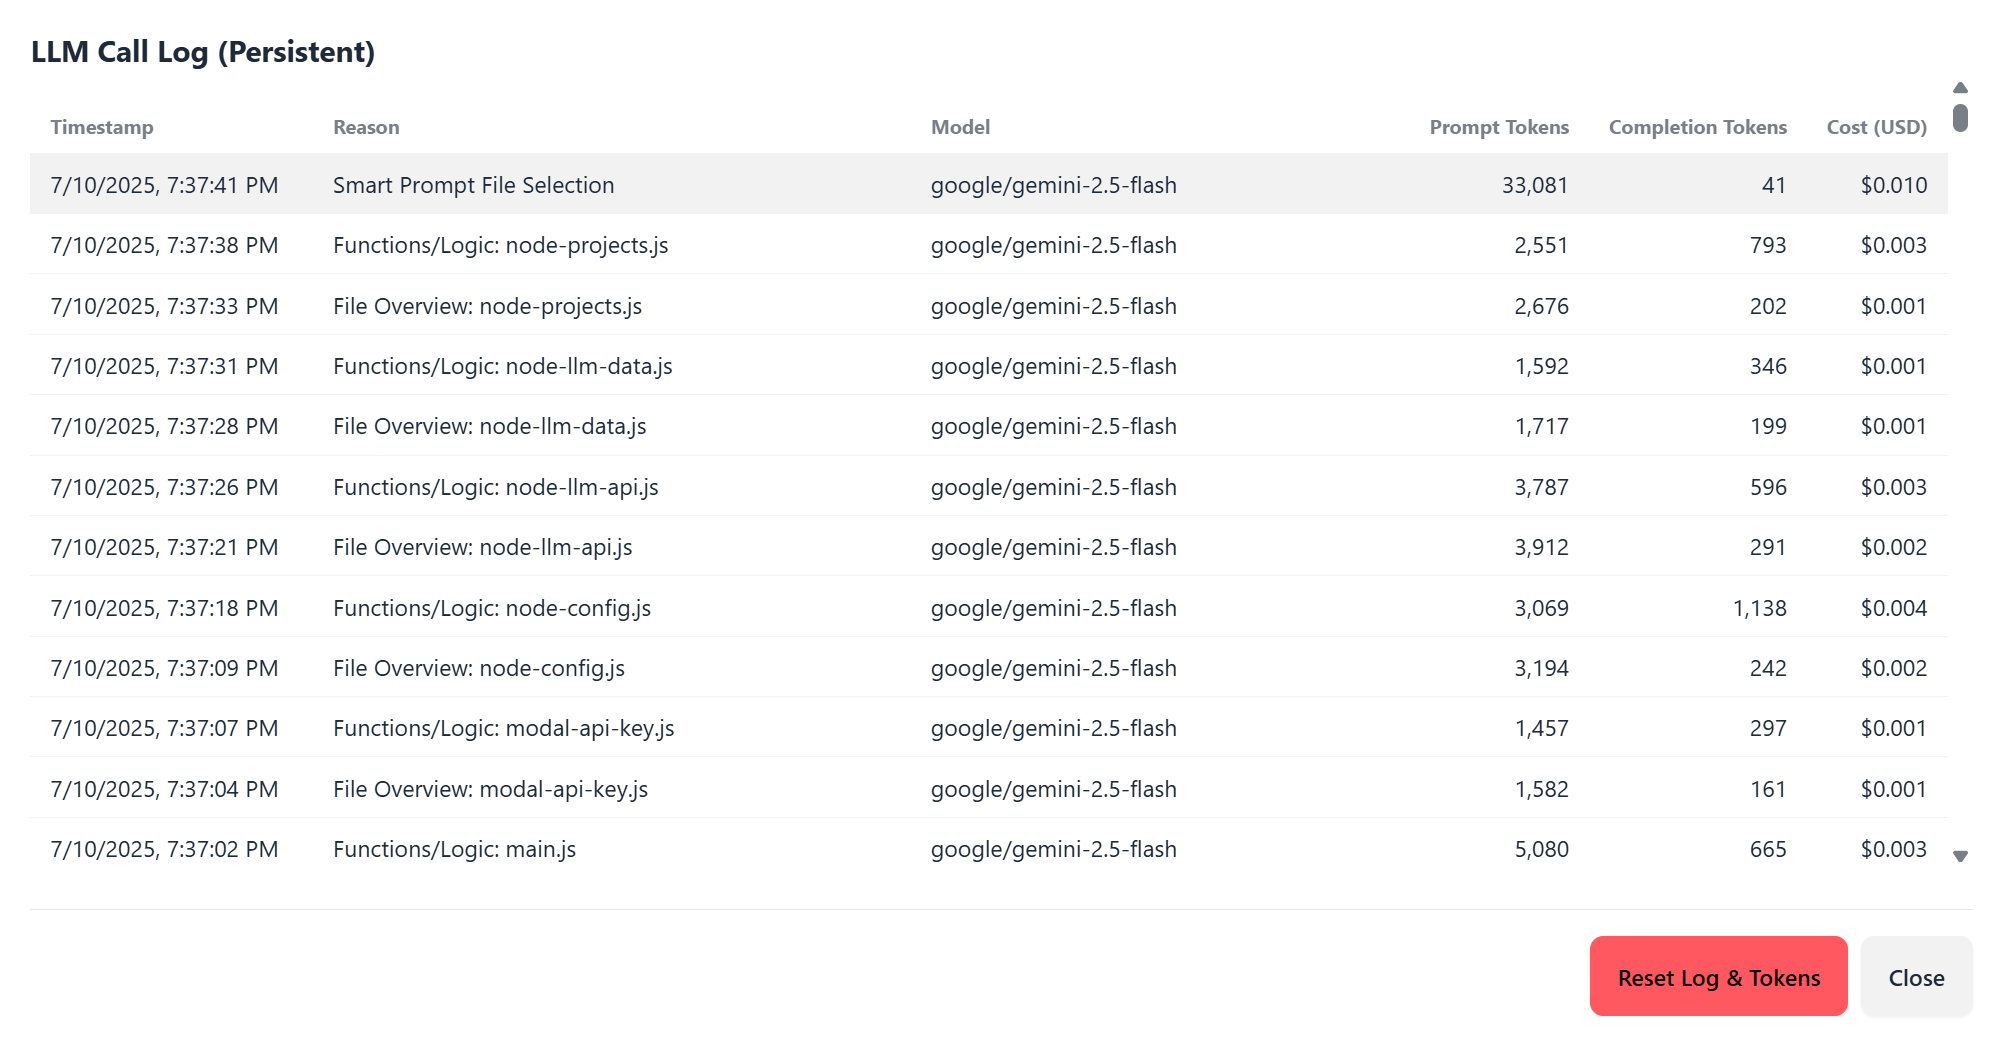 LLM Call Log (Persistent)
Timestamp Reason Model Prompt Tokens Completion Tokens Cost (USD)
7/10/2025, 7:37:41 PM Smart Prompt File Selection google/gemini-2.5-flash 33,081 41 $0.010
7/10/2025, 7:37:38 PM Functions/Logic: node-projects.js google/gemini-2.5-flash 2,551 793 $0.003
7/10/2025, 7:37:33 PM File Overview: node-projects.js google/gemini-2.5-flash 2,676 202 $0.001
7/10/2025, 7:37:31 PM Functions/Logic: node-llm-data.js google/gemini-2.5-flash 1,592 346 $0.001
7/10/2025, 7:37:28 PM File Overview: node-llm-data.js google/gemini-2.5-flash 1,717 199 $0.001
7/10/2025, 7:37:26 PM Functions/Logic: node-llm-api.js google/gemini-2.5-flash 3,787 596 $0.003
7/10/2025, 7:37:21 PM File Overview: node-llm-api.js google/gemini-2.5-flash 3,912 291 $0.002
7/10/2025, 7:37:18 PM Functions/Logic: node-config.js google/gemini-2.5-flash 3,069 1,138 $0.004
7/10/2025, 7:37:09 PM File Overview: node-config.js google/gemini-2.5-flash 3,194 242 $0.002
7/10/2025, 7:37:07 PM Functions/Logic: modal-api-key.js google/gemini-2.5-flash 1,457 297 $0.001
7/10/2025, 7:37:04 PM File Overview: modal-api-key.js google/gemini-2.5-flash 1,582 161 $0.001
7/10/2025, 7:37:02 PM Functions/Logic: main.js google/gemini-2.5-flash 5,080 665 $0.003
Reset Log & Tokens Close